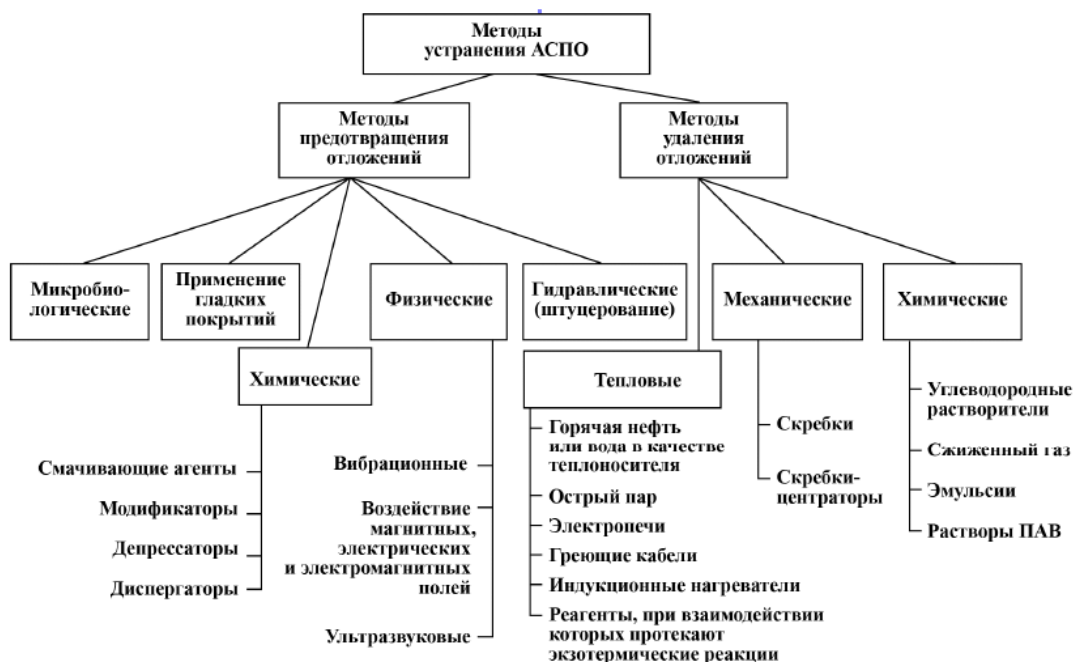 Методы
устранения АСПО
Методы
предотвращения
отложений
Методы
удаления
отложений
Микробио-
логические
Применение
гладких
покрытий
Физические
Гидравлические
(штуцерование)
Механические
Химические
Химические
Тепловые
Смачивающие агенты
Модификаторы
Депрессаторы
Диспергаторы
Вибрационные
Воздействие
магнитных,
электрических
и электромагнитных
полей
Ультразвуковые
Горячая нефть
или вода в качестве
теплоносителя
Острый пар
Электропечи
Греющие кабели
Индукционные нагреватели
Реагенты, при взаимодействии
которых протекают
экзотермические реакции
Скребки
Скребки-
центраторы
Углеводородные
растворители
Сжиженный газ
Эмульсии
Растворы ПАВ